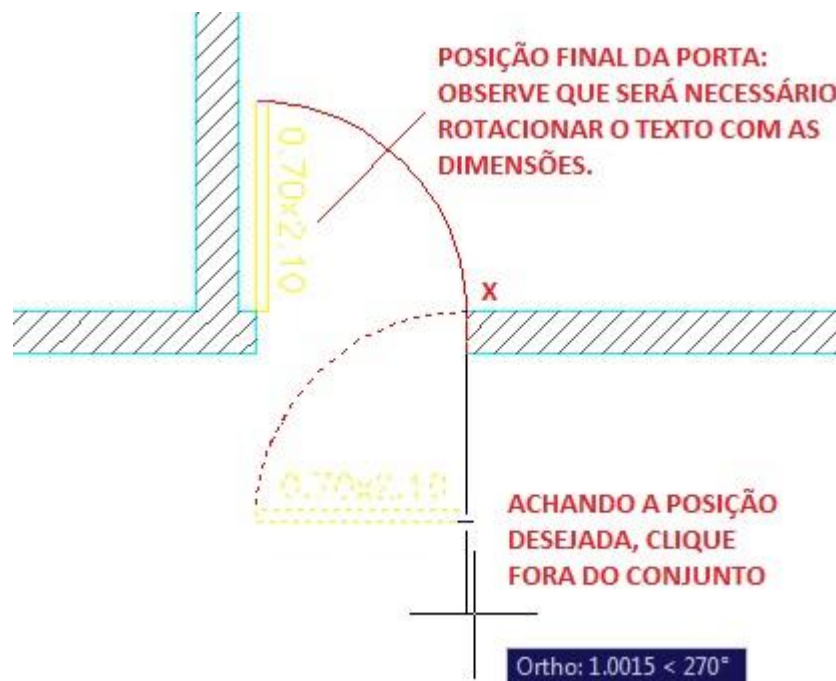 POSIÇÃO FINAL DA PORTA:
OBSERVE QUE SERÁ NECESSÁRIO
ROTACIONAR O TEXTO COM AS
DIMENSÕES.
0.70x2.10
X
0.70x2.10
ACHANDO A POSIÇÃO
DESEJADA, CLIQUE
FORA DO CONJUNTO
Ortho: 1.0015 < 270°